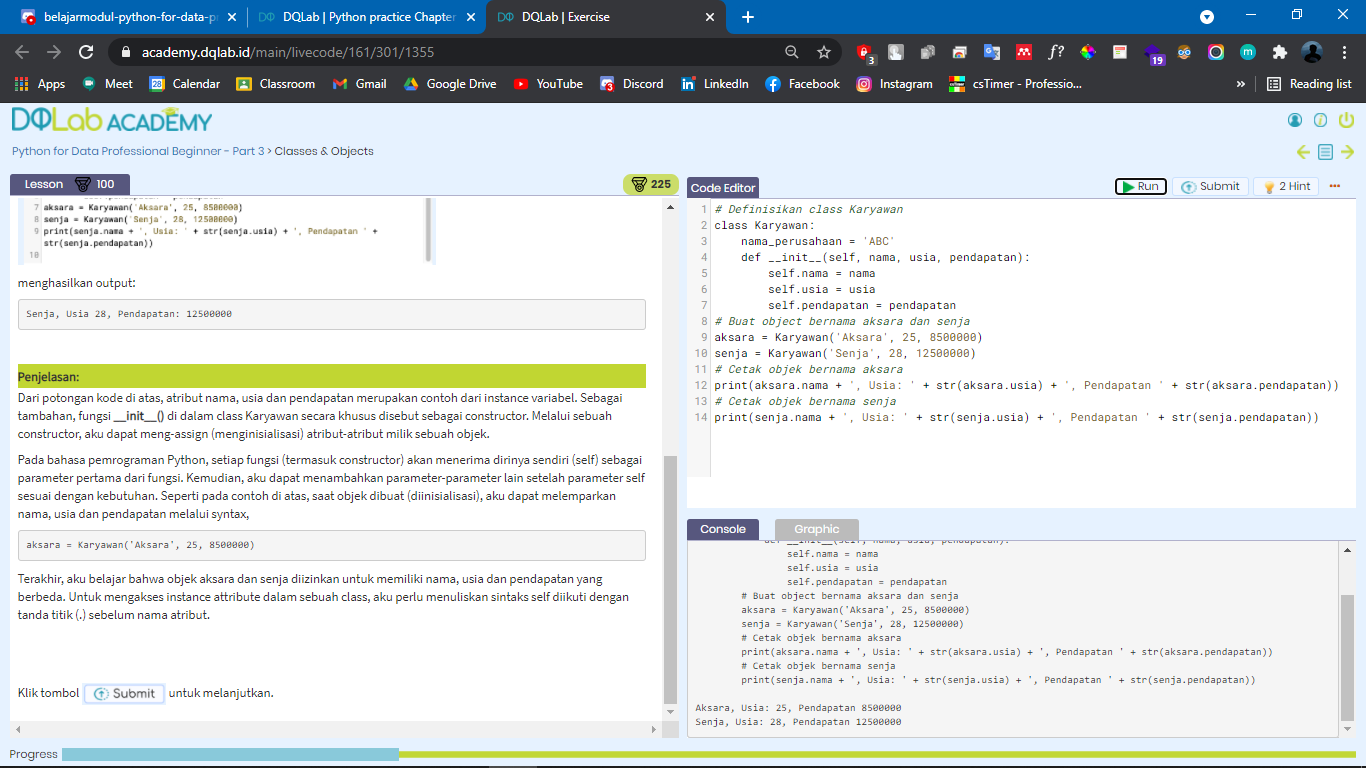 belajarmodul-python-for-data-pr
DQLab | Python practice Chapter
DQLab | Exercise
academy.dqlab.id/main/livecode/161/301/1355
3
f?
19
Apps
Meet
28
Calendar
Classroom
Gmail
Google Drive
YouTube
3
Discord
LinkedIn
Facebook
Instagram
csTimer - Professio...
»
Reading list
DQLab ACADEMY
Python for Data Professional Beginner - Part 3 > Classes & Objects
Lesson 100
225
7 aksara = Karyawan('Aksara', 25, 8500000)
8 senja = Karyawan('Senja', 28, 12500000)
9 print(senja.nama + ', Usia: ' + str(senja.usia) + ', Pendapatan ' +
str(senja.pendapatan))
10
menghasilkan output:
Senja, Usia 28, Pendapatan: 12500000
Penjelasan:
Dari potongan kode di atas, atribut nama, usia dan pendapatan merupakan contoh dari instance variabel. Sebagai
tambahan, fungsi __init__() di dalam class Karyawan secara khusus disebut sebagai constructor. Melalui sebuah
constructor, aku dapat meng-assign (menginisialisasi) atribut-atribut milik sebuah objek.
Pada bahasa pemrograman Python, setiap fungsi (termasuk constructor) akan menerima dirinya sendiri (self) sebagai
parameter pertama dari fungsi. Kemudian, aku dapat menambahkan parameter-parameter lain setelah parameter self
sesuai dengan kebutuhan. Seperti pada contoh di atas, saat objek dibuat (diinisialisasi), aku dapat melemparkan
nama, usia dan pendapatan melalui syntax,
aksara = Karyawan('Aksara', 25, 8500000)
Terakhir, aku belajar bahwa objek aksara dan senja diizinkan untuk memiliki nama, usia dan pendapatan yang
berbeda. Untuk mengakses instance attribute dalam sebuah class, aku perlu menuliskan sintaks self diikuti dengan
tanda titik (.) sebelum nama atribut.
Klik tombol Submit untuk melanjutkan.
Code Editor
Run
Submit
2 Hint
1 # Definisikan class Karyawan
2 class Karyawan:
3 nama_perusahaan = 'ABC'
4 def __init__(self, nama, usia, pendapatan):
5 self.nama = nama
6 self.usia = usia
7 self.pendapatan = pendapatan
8 # Buat object bernama aksara dan senja
9 aksara = Karyawan('Aksara', 25, 8500000)
10 senja = Karyawan('Senja', 28, 12500000)
11 # Cetak objek bernama aksara
12 print(aksara.nama + ', Usia: ' + str(aksara.usia) + ', Pendapatan ' + str(aksara.pendapatan))
13 # Cetak objek bernama senja
14 print(senja.nama + ', Usia: ' + str(senja.usia) + ', Pendapatan ' + str(senja.pendapatan))
Console
Graphic
def __init__(self, nama, usia, pendapatan):
self.nama = nama
self.usia = usia
self.pendapatan = pendapatan
# Buat object bernama aksara dan senja
aksara = Karyawan('Aksara', 25, 8500000)
senja = Karyawan('Senja', 28, 12500000)
# Cetak objek bernama aksara
print(aksara.nama + ', Usia: ' + str(aksara.usia) + ', Pendapatan ' + str(aksara.pendapatan))
# Cetak objek bernama senja
print(senja.nama + ', Usia: ' + str(senja.usia) + ', Pendapatan ' + str(senja.pendapatan))
Aksara, Usia: 25, Pendapatan 8500000
Senja, Usia: 28, Pendapatan 12500000
Progress